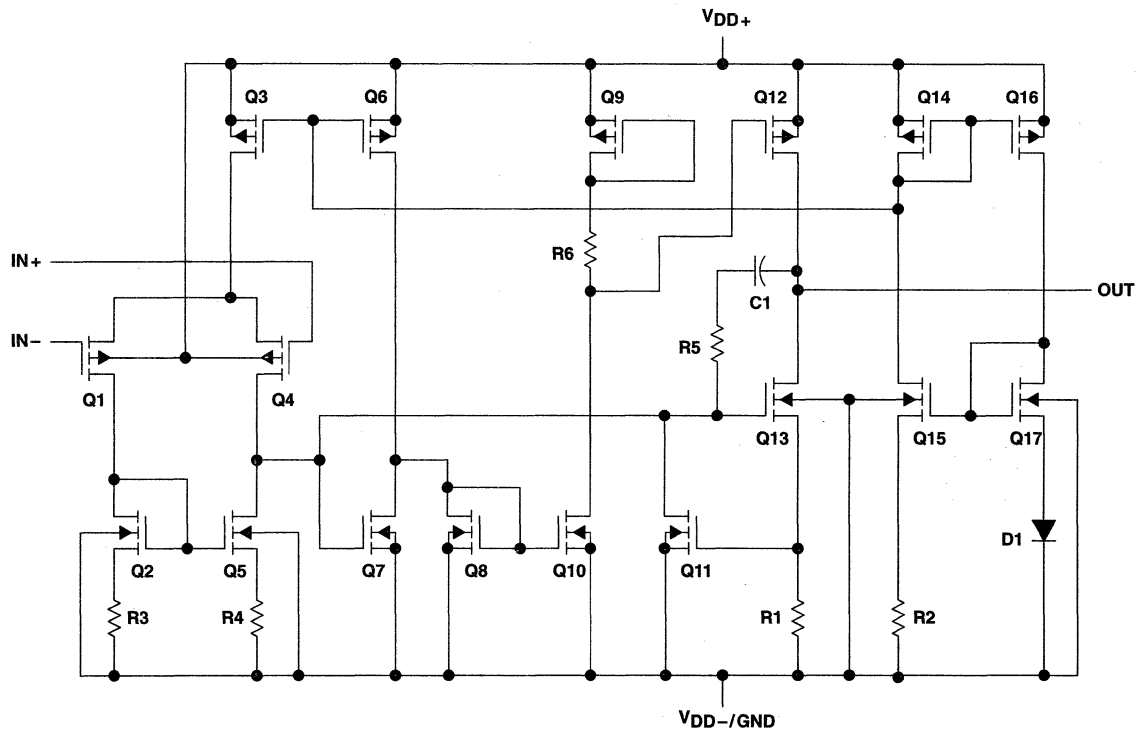 VDD+
Q3
Q6
Q9
Q12
Q14
Q16
IN+
R6
C1
OUT
IN−
R5
Q1
Q4
Q13
Q15
Q17
Q2
Q5
Q7
Q8
Q10
Q11
D1
R3
R4
R1
R2
VDD−/GND